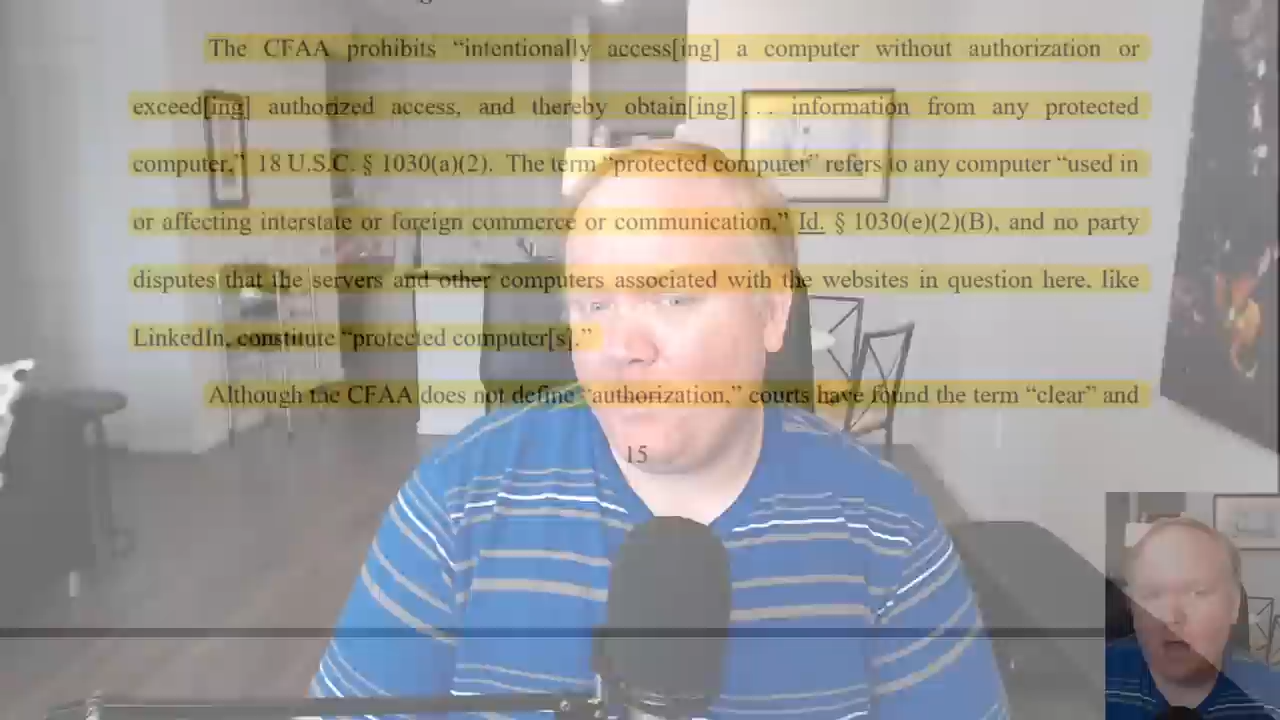 The CFAA prohibits “intentionally access[ing] a computer without authorization or
exceed[ing] authorized access, and thereby obtain[ing] . . . information from any protected
computer,” 18 U.S.C. § 1030(a)(2). The term “protected computer” refers to any computer “used in
or affecting interstate or foreign commerce or communication,” Id. § 1030(e)(2)(B), and no party
disputes that the servers and other computers associated with the websites in question here, like
LinkedIn, constitute “protected computer[s].”
Although the CFAA does not define “authorization,” courts have found the term “clear” and
15